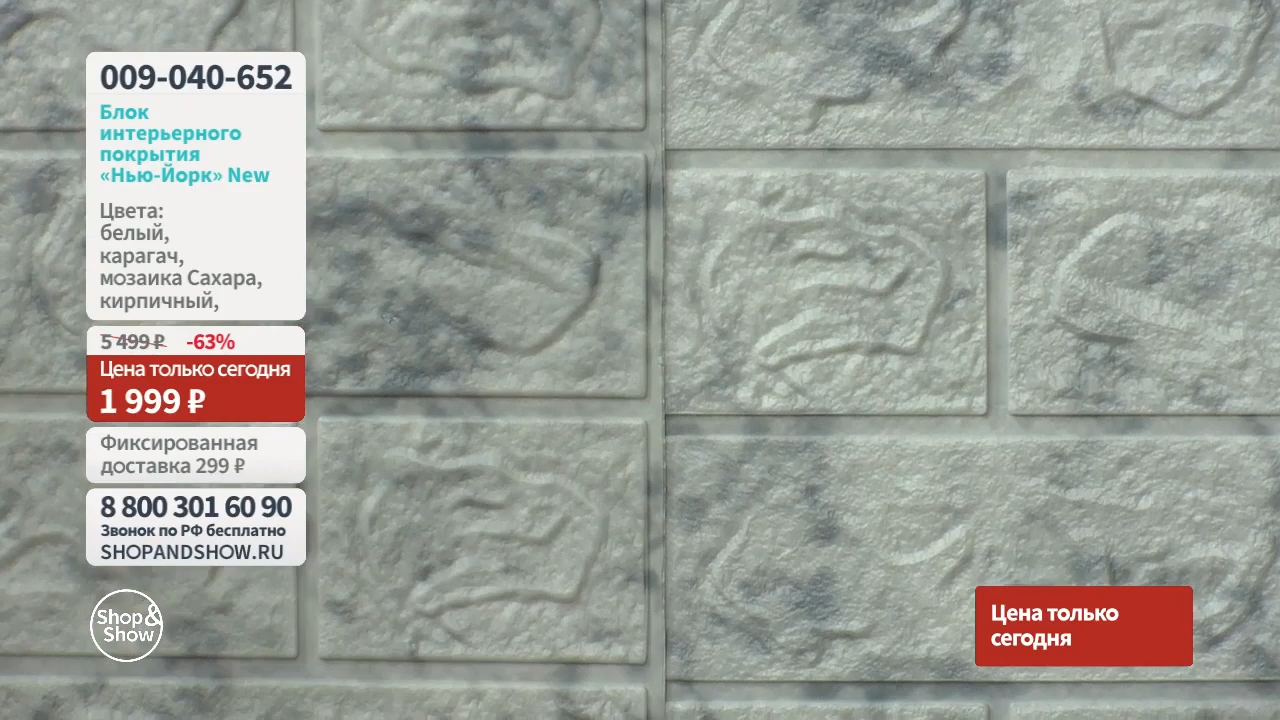 009-040-652
Блок
интерьерного
покрытия
«Нью-Йорк» New
Цвета:
белый,
карагач,
мозаика Сахара,
кирпичный,
5 499 ₽ -63%
Цена только сегодня
1 999 ₽
Фиксированная
доставка 299 ₽
8 800 301 60 90
Звонок по РФ бесплатно
SHOPANDSHOW.RU
Shop&
Show
Цена только
сегодня